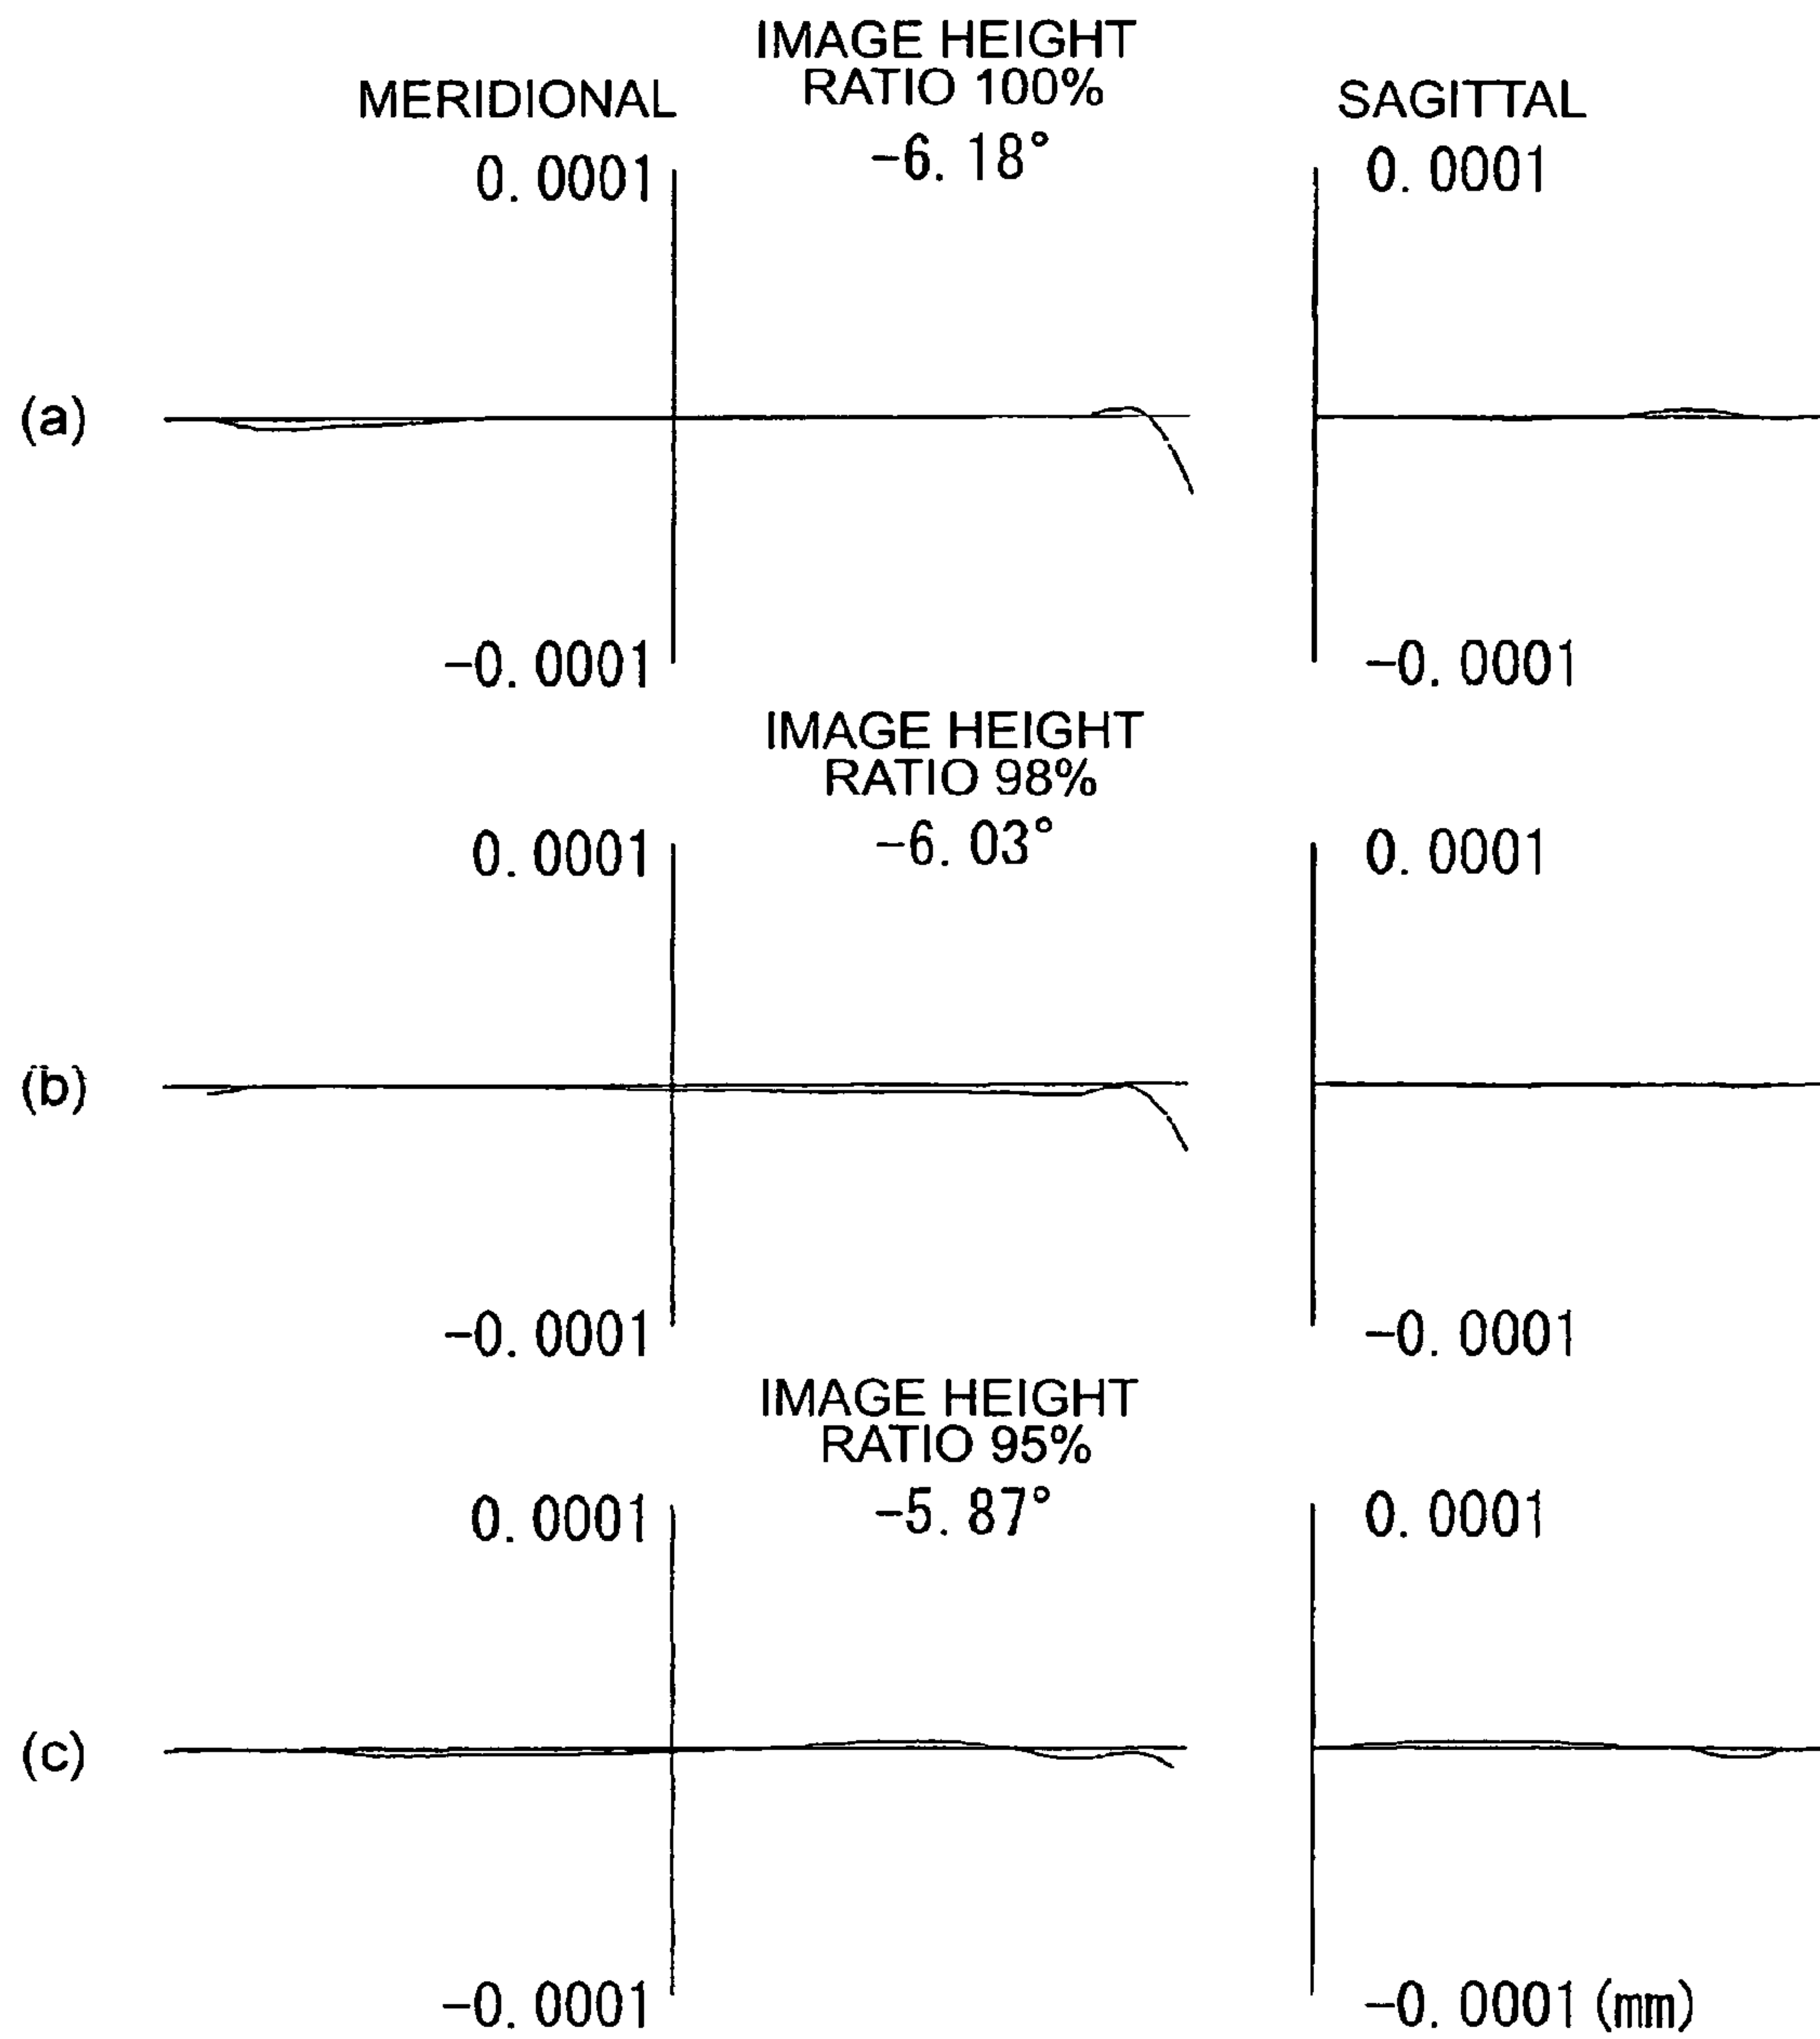 IMAGE HEIGHT
RATIO 100%
MERIDIONAL
SAGITTAL
-6.18°
0.0001
0.0001
(a)
-0.0001
-0.0001
IMAGE HEIGHT
RATIO 98%
-6.03°
0.0001
0.0001
(b)
-0.0001
-0.0001
IMAGE HEIGHT
RATIO 95%
-5.87°
0.0001
0.0001
(c)
-0.0001
-0.0001 (mm)